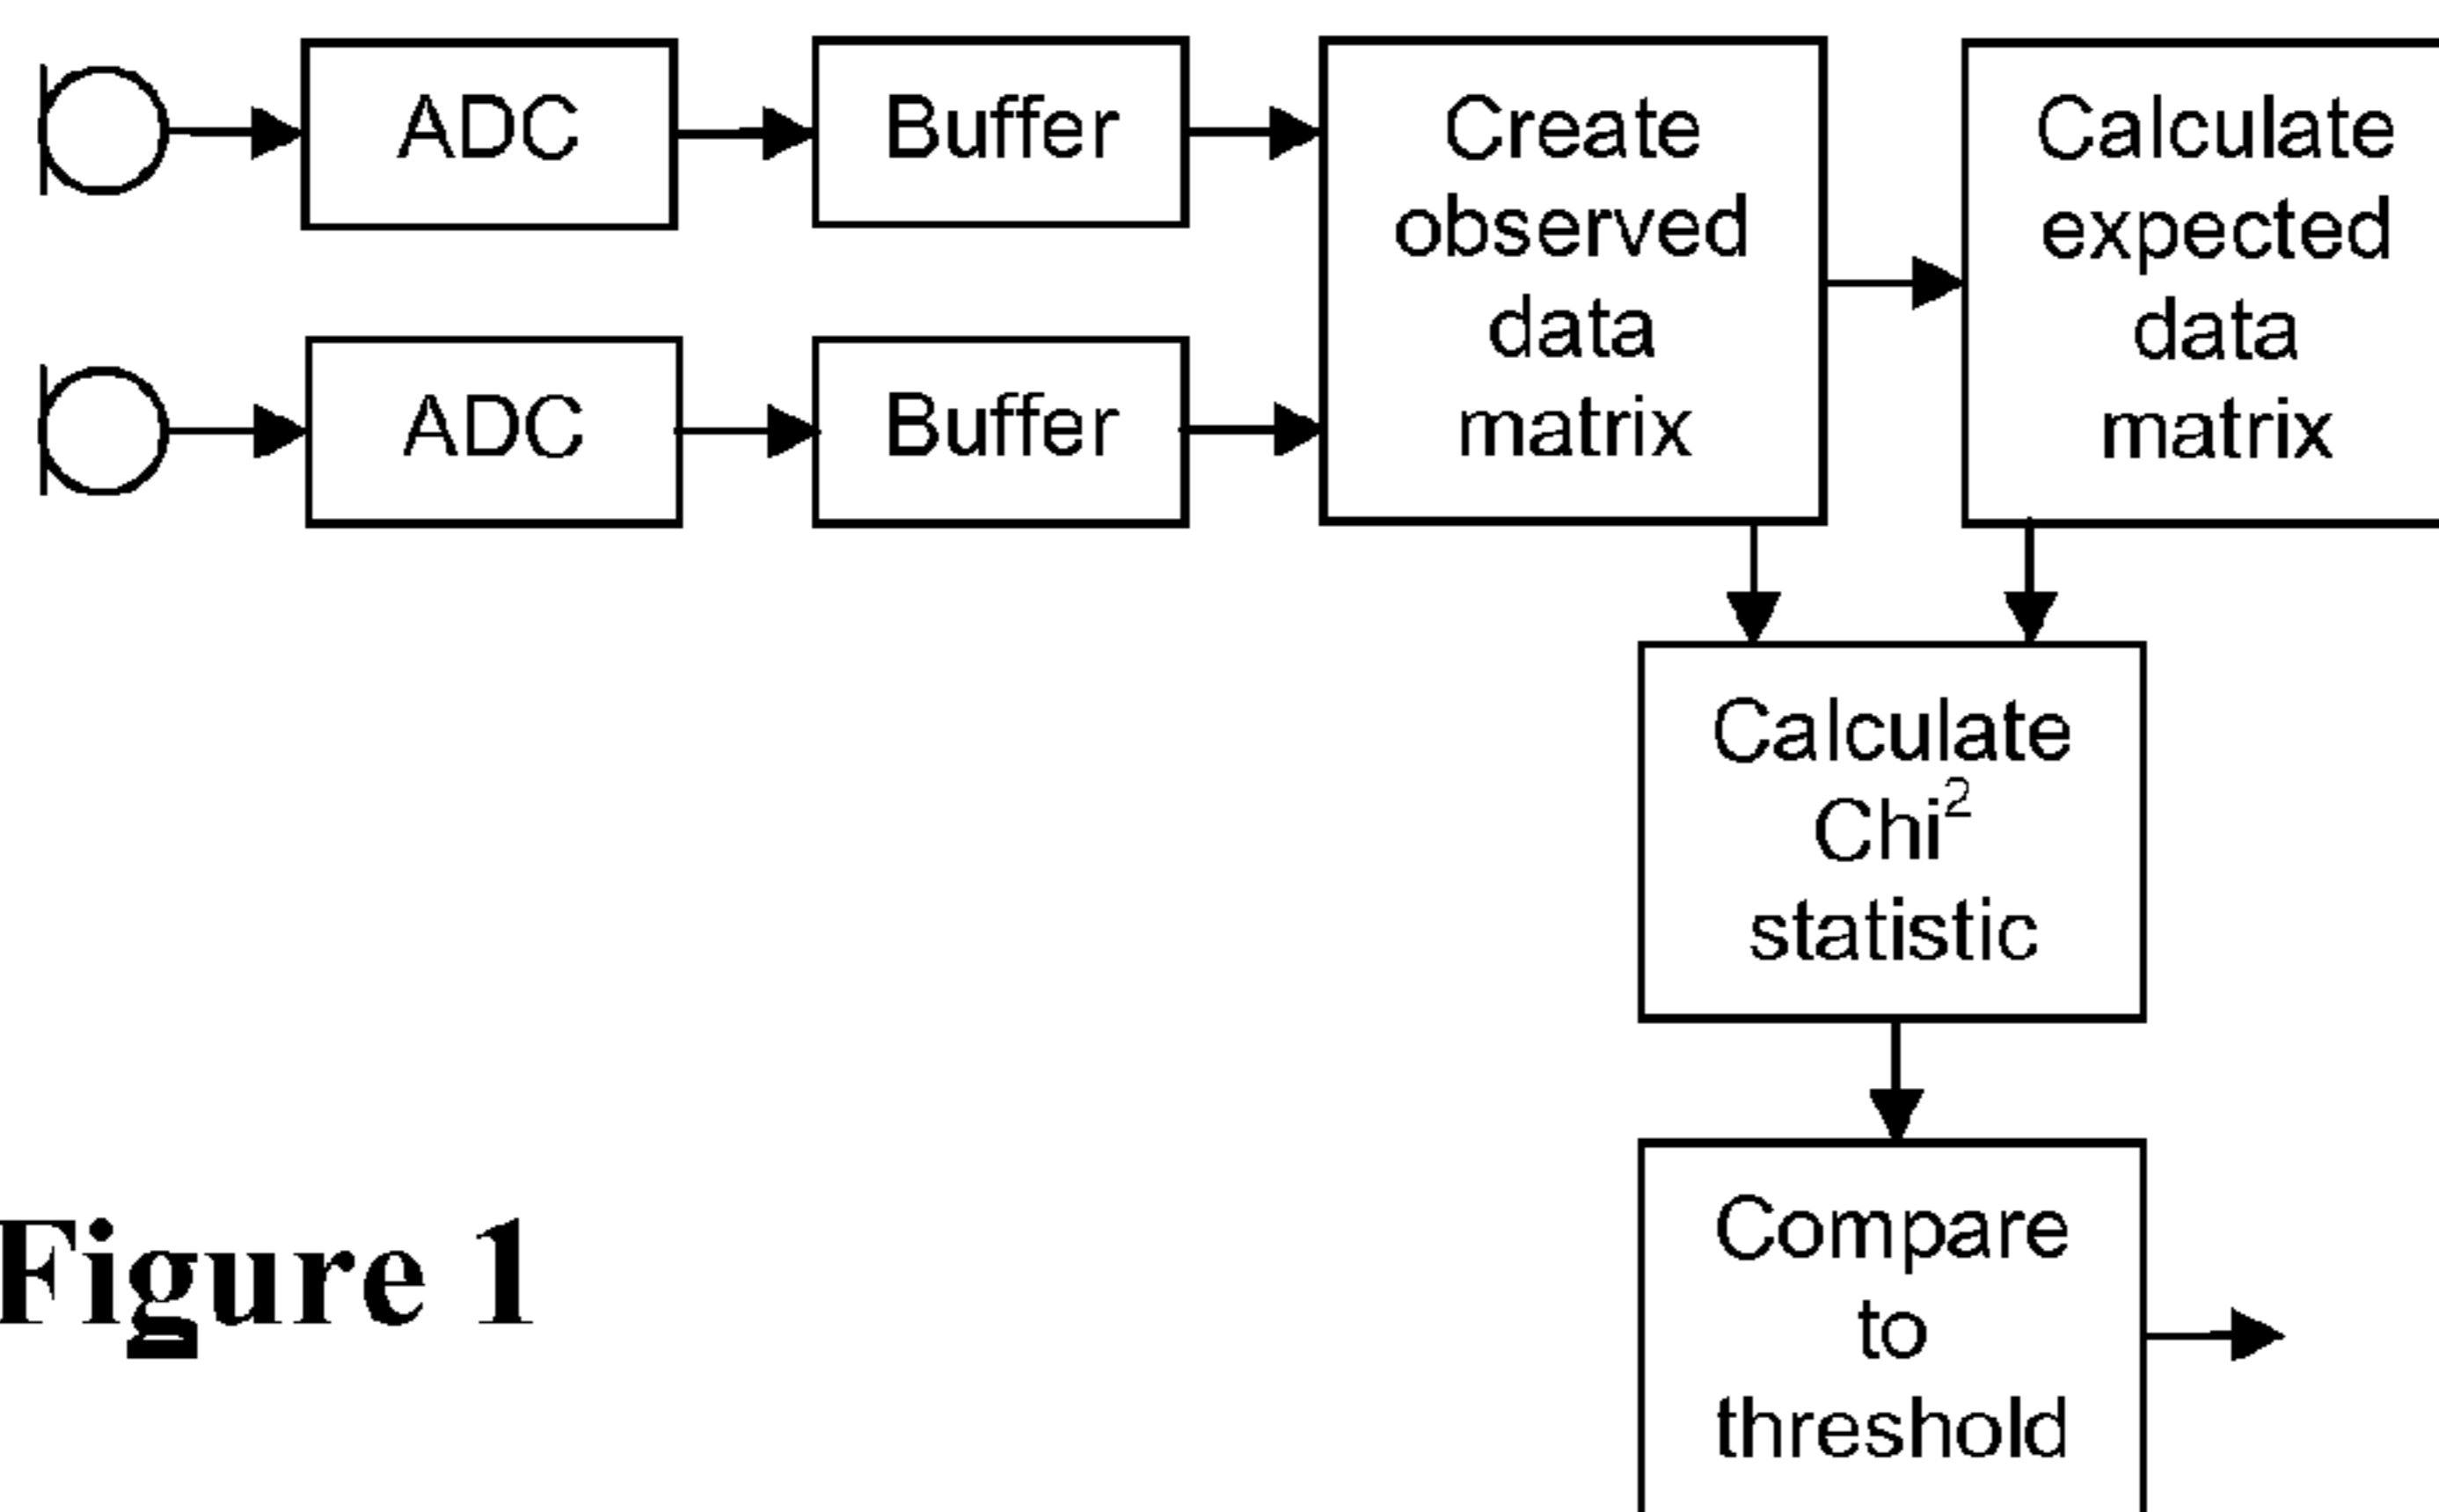 ADC
Buffer
Create
observed
data
matrix
Calculate
expected
data
matrix
ADC
Buffer
Calculate
Chi²
statistic
Compare
to
threshold
Figure 1